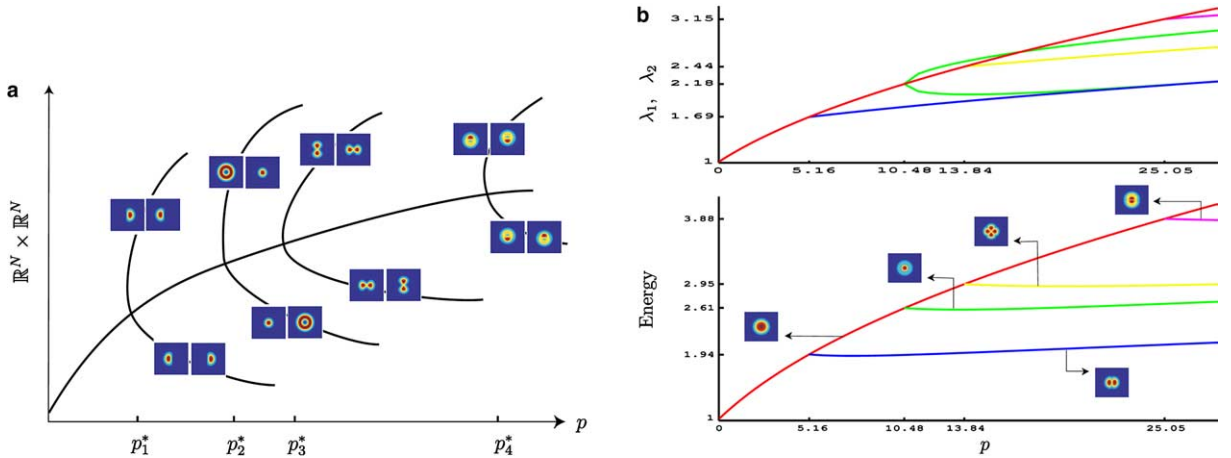 a
ℝᴺ × ℝᴺ
p₁*
p₂*
p₃*
p₄*
p
b
λ₁, λ₂
3.15
2.44
2.18
1.69
1
0
5.16
10.48
13.84
25.05
Energy
3.88
2.95
2.61
1.94
1
0
5.16
10.48
13.84
25.05
p